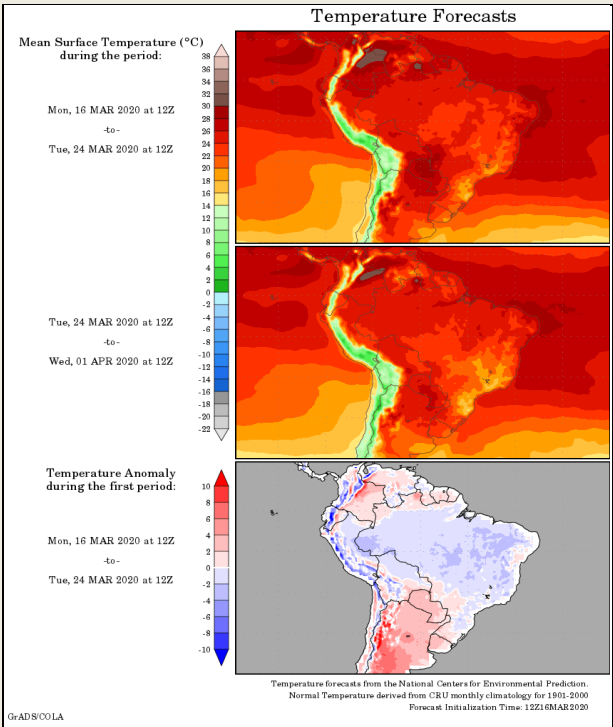 Temperature Forecasts
Mean Surface Temperature (°C)
during the period:
Mon, 16 MAR 2020 at 12Z
-to-
Tue, 24 MAR 2020 at 12Z
38
36
34
32
30
28
26
24
22
20
18
16
14
12
10
8
6
4
2
0
-2
-4
-6
-8
-10
-12
-14
-16
-18
-20
-22
Tue, 24 MAR 2020 at 12Z
-to-
Wed, 01 APR 2020 at 12Z
Temperature Anomaly
during the first period:
Mon, 16 MAR 2020 at 12Z
-to-
Tue, 24 MAR 2020 at 12Z
10
8
6
4
2
0
-2
-4
-6
-8
-10
Temperature forecasts from the National Centers for Environmental Prediction.
Normal Temperature derived from CRU monthly climatology for 1901-2000
Forecast Initialization Time: 12Z16MAR2020
GrADS/COLA